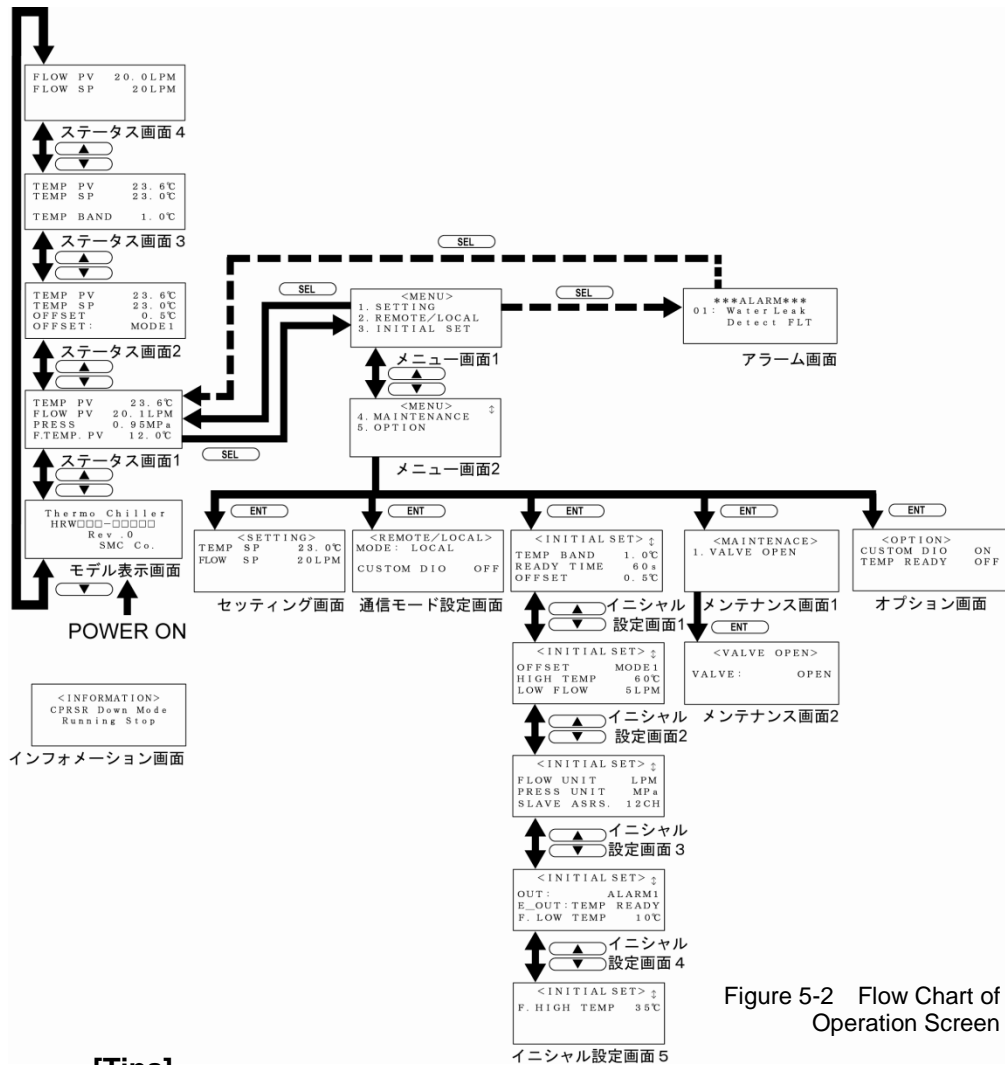 FLOW PV 20.0LPM
FLOW SP 20LPM
ステータス画面4
▲
▼
TEMP PV 23.6℃
TEMP SP 23.0℃
TEMP BAND 1.0℃
ステータス画面3
▲
▼
TEMP PV 23.6℃
TEMP SP 23.0℃
OFFSET 0.5℃
OFFSET: MODE1
ステータス画面2
▲
▼
TEMP PV 23.6℃
FLOW PV 20.1LPM
PRESS 0.95MPa
F.TEMP. PV 12.0℃
ステータス画面1
▲
▼
Thermo Chiller
HRW□□□-□□□□□
Rev .0
SMC Co.
モデル表示画面
▼
POWER ON
<INFORMATION>
CPRSR Down Mode
Running Stop
インフォメーション画面
SEL
SEL
SEL
SEL
<MENU>
1. SETTING
2. REMOTE/LOCAL
3. INITIAL SET
メニュー画面1
▲
▼
<MENU> ↕
4. MAINTENANCE
5. OPTION
メニュー画面2
***ALARM***
01: Water Leak
Detect FLT
アラーム画面
ENT
<SETTING>
TEMP SP 23.0℃
FLOW SP 20LPM
セッティング画面
ENT
<REMOTE/LOCAL>
MODE: LOCAL
CUSTOM DIO OFF
通信モード設定画面
ENT
<INITIAL SET> ↕
TEMP BAND 1.0℃
READY TIME 60s
OFFSET 0.5℃
▲ イニシャル
▼ 設定画面1
<INITIAL SET> ↕
OFFSET MODE1
HIGH TEMP 60℃
LOW FLOW 5LPM
▲ イニシャル
▼ 設定画面2
<INITIAL SET> ↕
FLOW UNIT LPM
PRESS UNIT MPa
SLAVE ASRS. 12CH
▲ イニシャル
▼ 設定画面3
<INITIAL SET> ↕
OUT: ALARM1
E_OUT:TEMP READY
F. LOW TEMP 10℃
▲ イニシャル
▼ 設定画面4
<INITIAL SET> ↕
F. HIGH TEMP 35℃
イニシャル設定画面5
ENT
<MAINTENACE>
1. VALVE OPEN
メンテナンス画面1
ENT
<VALVE OPEN>
VALVE: OPEN
メンテナンス画面2
ENT
<OPTION>
CUSTOM DIO ON
TEMP READY OFF
オプション画面
Figure 5-2 Flow Chart of
Operation Screen
[Tips]